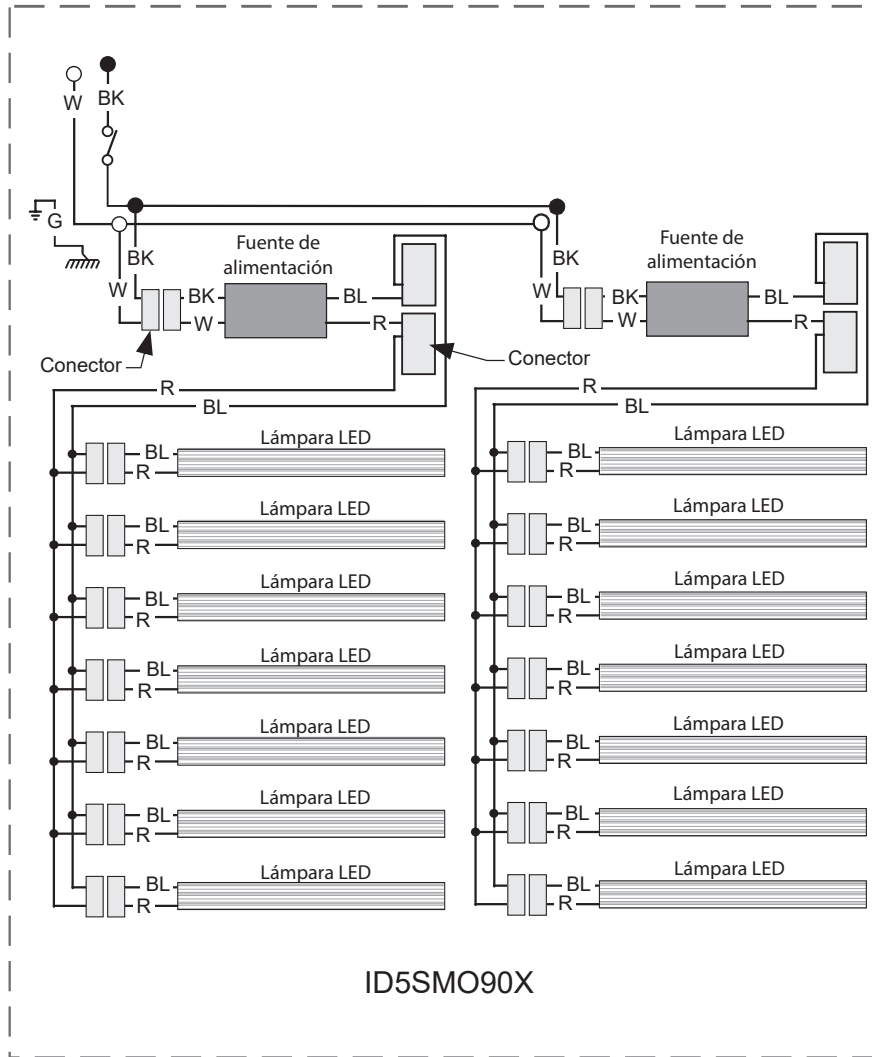 W BK
G
BK
W
Fuente de
alimentación
BK
W
BL
R
Conector
Conector
R
BL
BK
W
Fuente de
alimentación
BK
W
BL
R
R
BL
Lámpara LED
BL
R
Lámpara LED
BL
R
Lámpara LED
BL
R
Lámpara LED
BL
R
Lámpara LED
BL
R
Lámpara LED
BL
R
Lámpara LED
BL
R
Lámpara LED
BL
R
Lámpara LED
BL
R
Lámpara LED
BL
R
Lámpara LED
BL
R
Lámpara LED
BL
R
Lámpara LED
BL
R
Lámpara LED
BL
R
ID5SMO90X